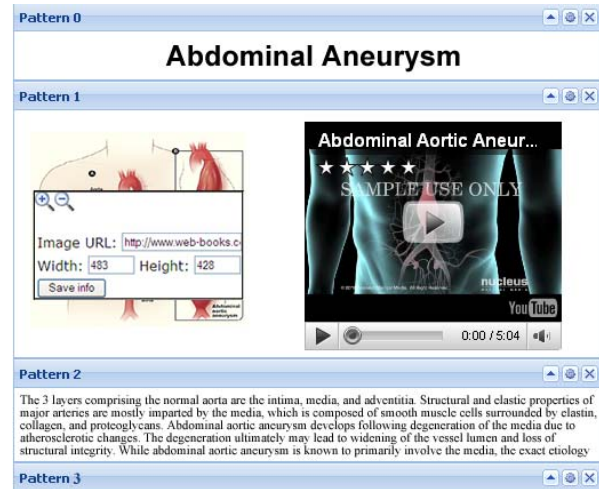 Pattern 0
Abdominal Aneurysm
Pattern 1
Image URL: http://www.web-books.c
Width: 483 Height: 428
Save info
Abdominal
aortic
aneurysm
Abdominal Aortic Aneur...
SAMPLE USE ONLY
nucleus
YouTube
0:00 / 5:04
Pattern 2
The 3 layers comprising the normal aorta are the intima, media, and adventitia. Structural and elastic properties of
major arteries are mostly imparted by the media, which is composed of smooth muscle cells surrounded by elastin,
collagen, and proteoglycans. Abdominal aortic aneurysm develops following degeneration of the media due to
atherosclerotic changes. The degeneration ultimately may lead to widening of the vessel lumen and loss of
structural integrity. While abdominal aortic aneurysm is known to primarily involve the media, the exact etiology
Pattern 3